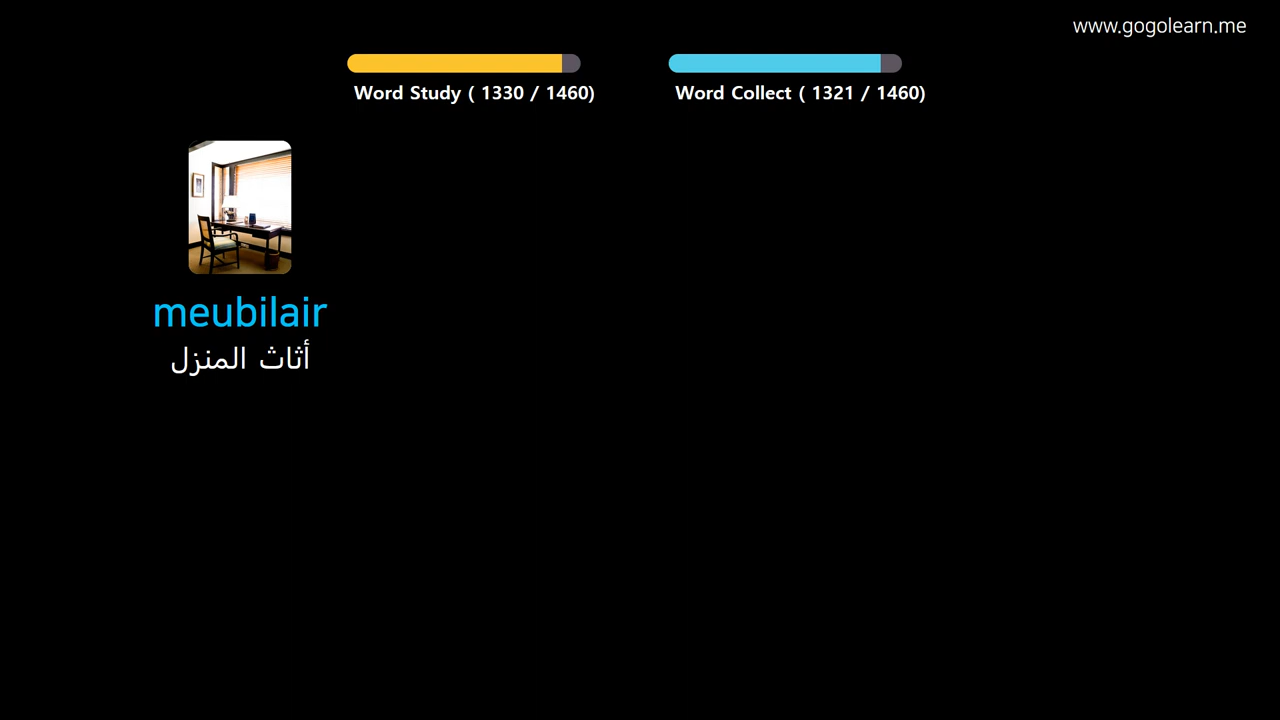 www.gogolearn.me
Word Study ( 1330 / 1460)
Word Collect ( 1321 / 1460)
meubilair
أثاث المنزل